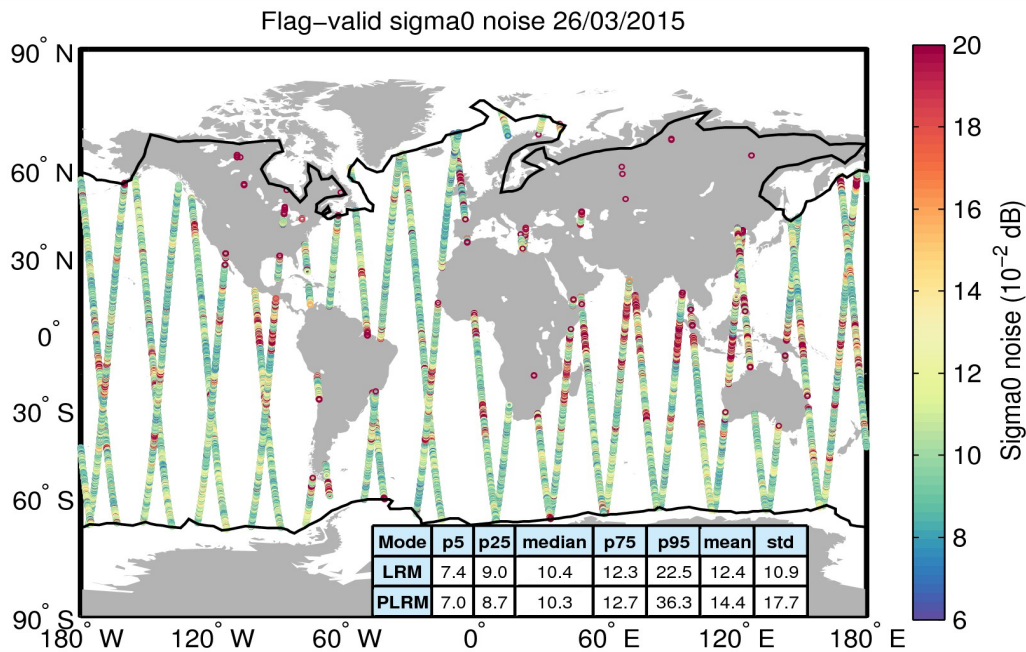 Flag−valid sigma0 noise 26/03/2015
90° N
60° N
30° N
0°
30° S
60° S
90° S
180° W
120° W
60° W
0°
60° E
120° E
180° E
Mode p5 p25 median p75 p95 mean std
LRM 7.4 9.0 10.4 12.3 22.5 12.4 10.9
PLRM 7.0 8.7 10.3 12.7 36.3 14.4 17.7
20
18
16
14
12
10
8
6
Sigma0 noise (10−2 dB)